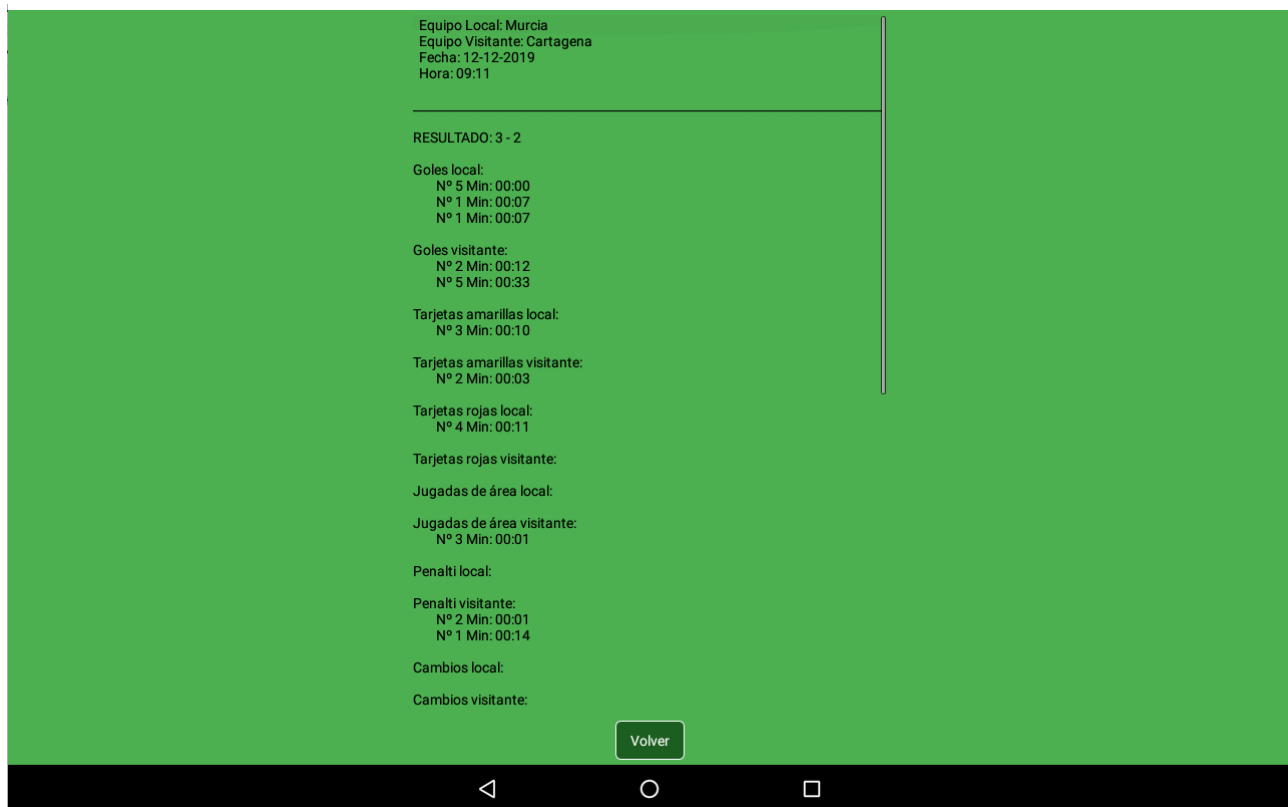 Equipo Local: Murcia
Equipo Visitante: Cartagena
Fecha: 12-12-2019
Hora: 09:11
RESULTADO: 3 - 2
Goles local:
Nº 5 Min: 00:00
Nº 1 Min: 00:07
Nº 1 Min: 00:07
Goles visitante:
Nº 2 Min: 00:12
Nº 5 Min: 00:33
Tarjetas amarillas local:
Nº 3 Min: 00:10
Tarjetas amarillas visitante:
Nº 2 Min: 00:03
Tarjetas rojas local:
Nº 4 Min: 00:11
Tarjetas rojas visitante:
Jugadas de área local:
Jugadas de área visitante:
Nº 3 Min: 00:01
Penalti local:
Penalti visitante:
Nº 2 Min: 00:01
Nº 1 Min: 00:14
Cambios local:
Cambios visitante:
Volver